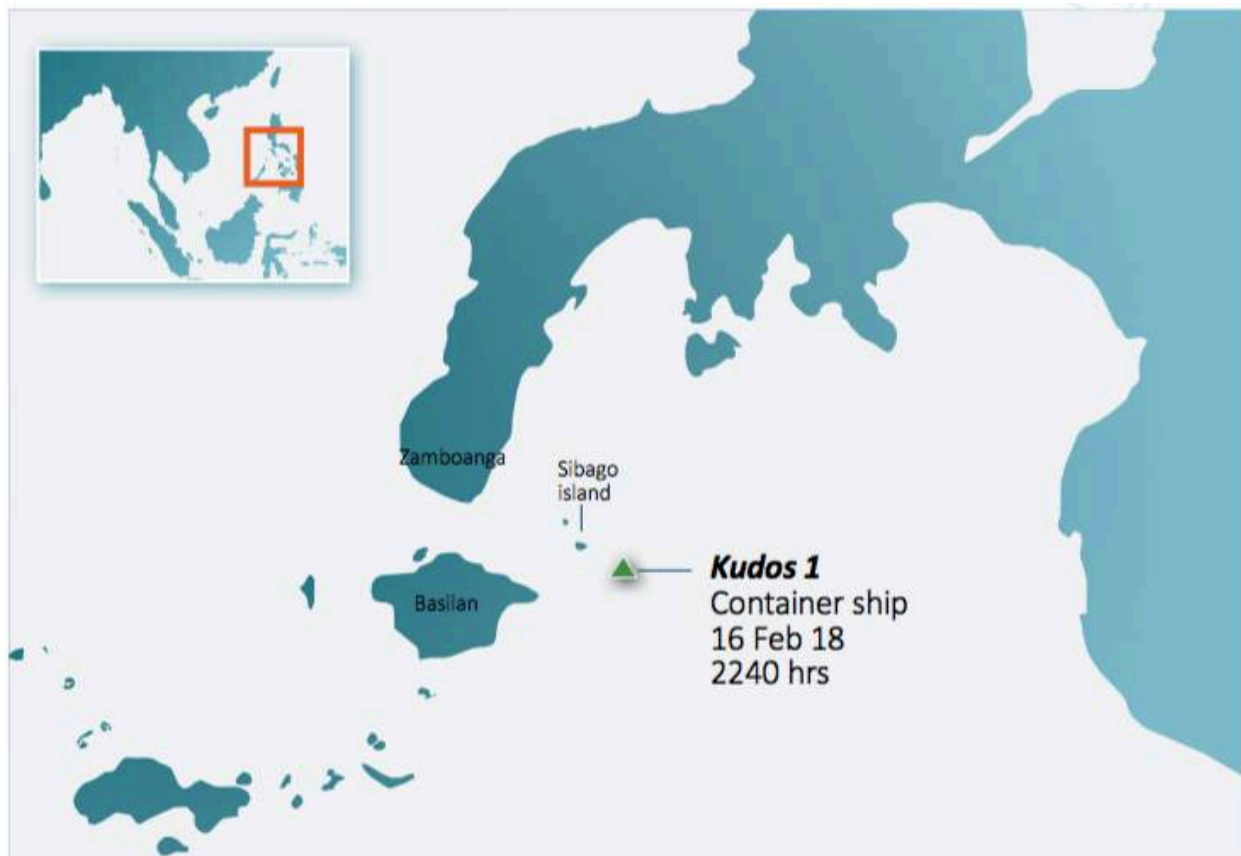 Zamboanga
Sibago
island
Kudos 1
Container ship
16 Feb 18
2240 hrs
Basilan